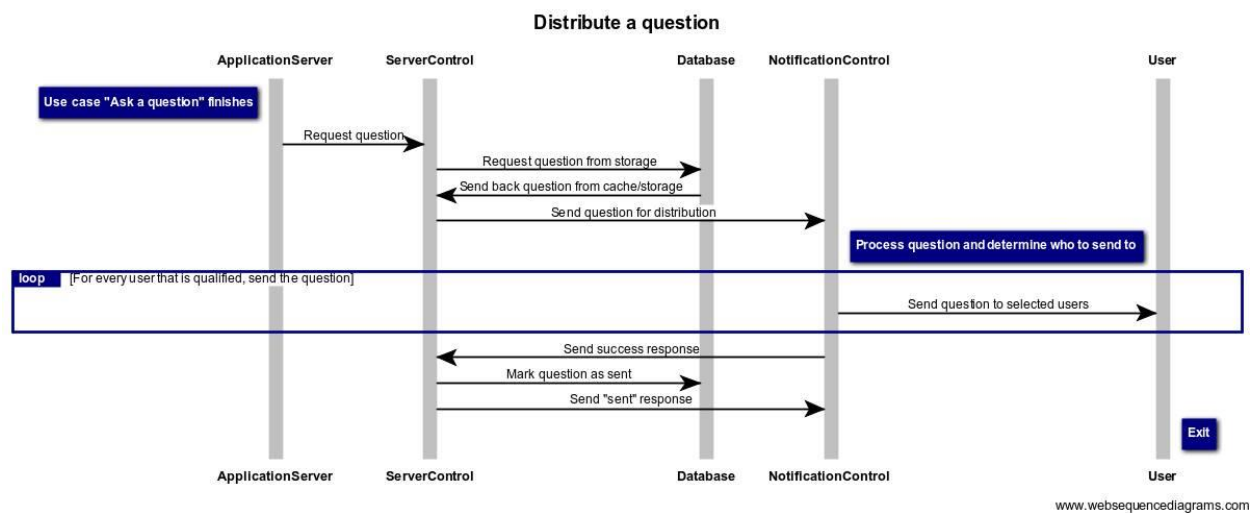 Distribute a question
ApplicationServer ServerControl Database NotificationControl User
Use case "Ask a question" finishes
Request question
Request question from storage
Send back question from cache/storage
Send question for distribution
Process question and determine who to send to
loop [For every user that is qualified, send the question]
Send question to selected users
Send success response
Mark question as sent
Send "sent" response
Exit
ApplicationServer ServerControl Database NotificationControl User
www.websequencediagrams.com